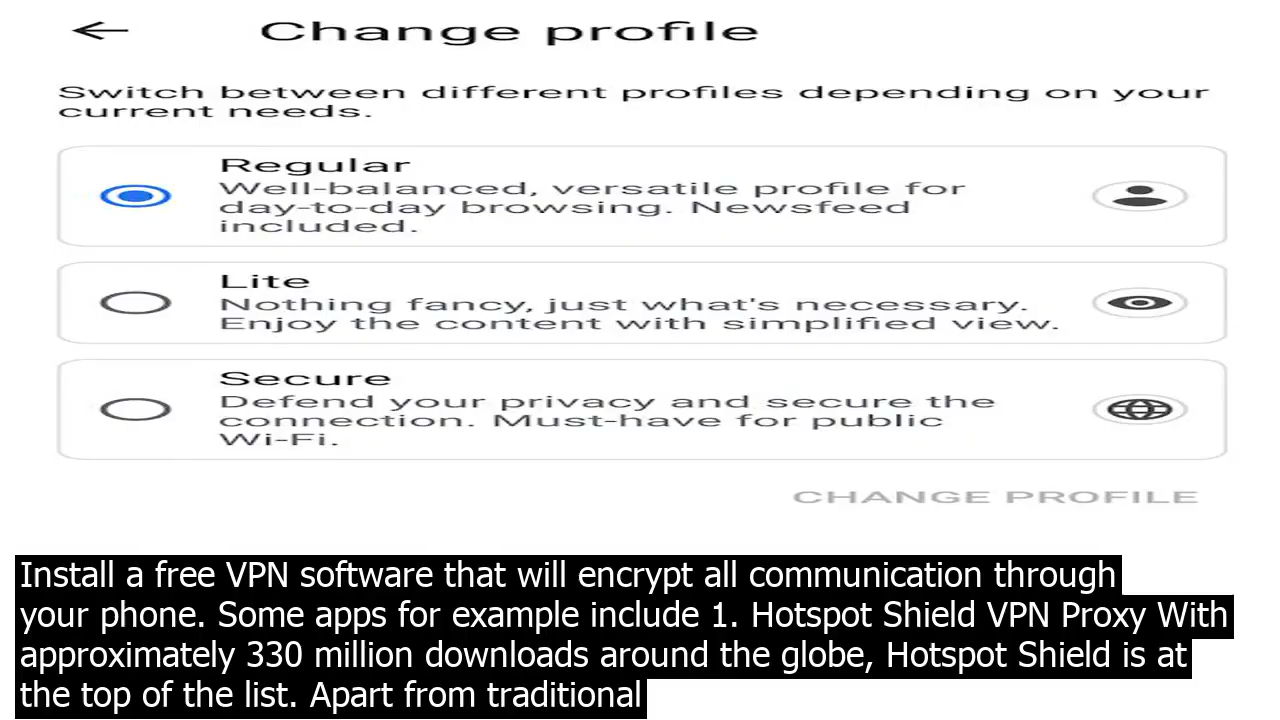 Change profile
Switch between different profiles depending on your
current needs.
Regular
Well-balanced, versatile profile for
day-to-day browsing. Newsfeed
included.
Lite
Nothing fancy, just what's necessary.
Enjoy the content with simplified view.
Secure
Defend your privacy and secure the
connection. Must-have for public
Wi-Fi.
CHANGE PROFILE
Install a free VPN software that will encrypt all communication through
your phone. Some apps for example include 1. Hotspot Shield VPN Proxy With
approximately 330 million downloads around the globe, Hotspot Shield is at
the top of the list. Apart from traditional